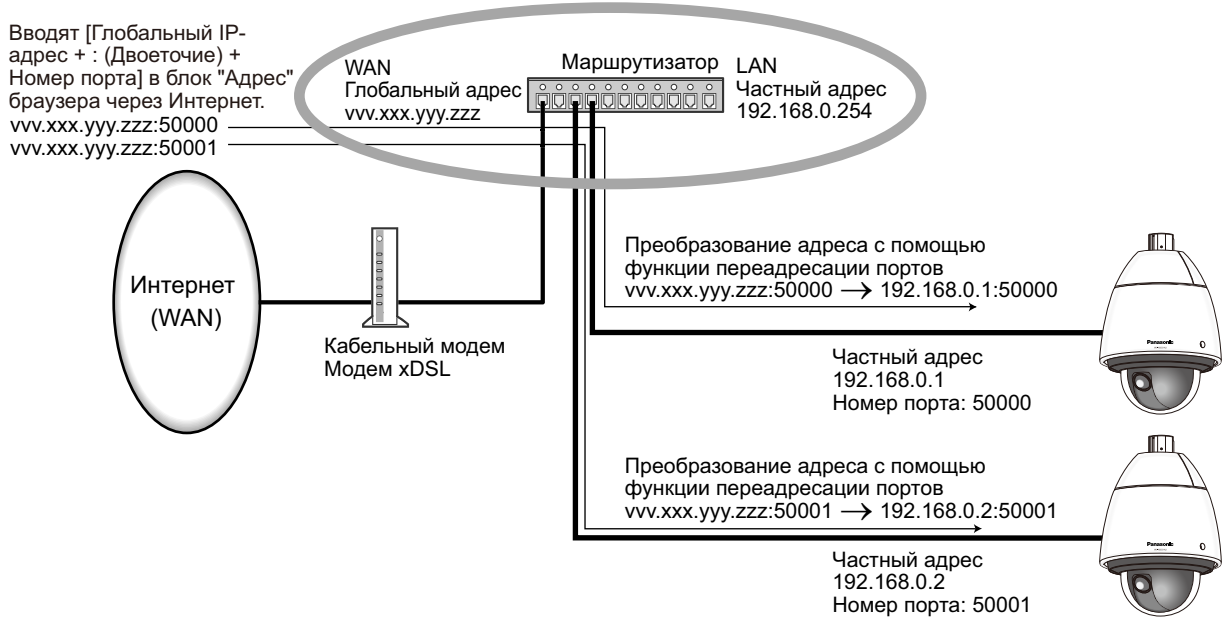 Вводят [Глобальный IP-
адрес + : (Двоеточие) +
Номер порта] в блок "Адрес"
браузера через Интернет.
vvv.xxx.yyy.zzz:50000
vvv.xxx.yyy.zzz:50001
WAN
Глобальный адрес
vvv.xxx.yyy.zzz
Маршрутизатор
LAN
Частный адрес
192.168.0.254
Интернет
(WAN)
Кабельный модем
Модем xDSL
Преобразование адреса с помощью
функции переадресации портов
vvv.xxx.yyy.zzz:50000 → 192.168.0.1:50000
Panasonic
Частный адрес
192.168.0.1
Номер порта: 50000
Преобразование адреса с помощью
функции переадресации портов
vvv.xxx.yyy.zzz:50001 → 192.168.0.2:50001
Panasonic
Частный адрес
192.168.0.2
Номер порта: 50001